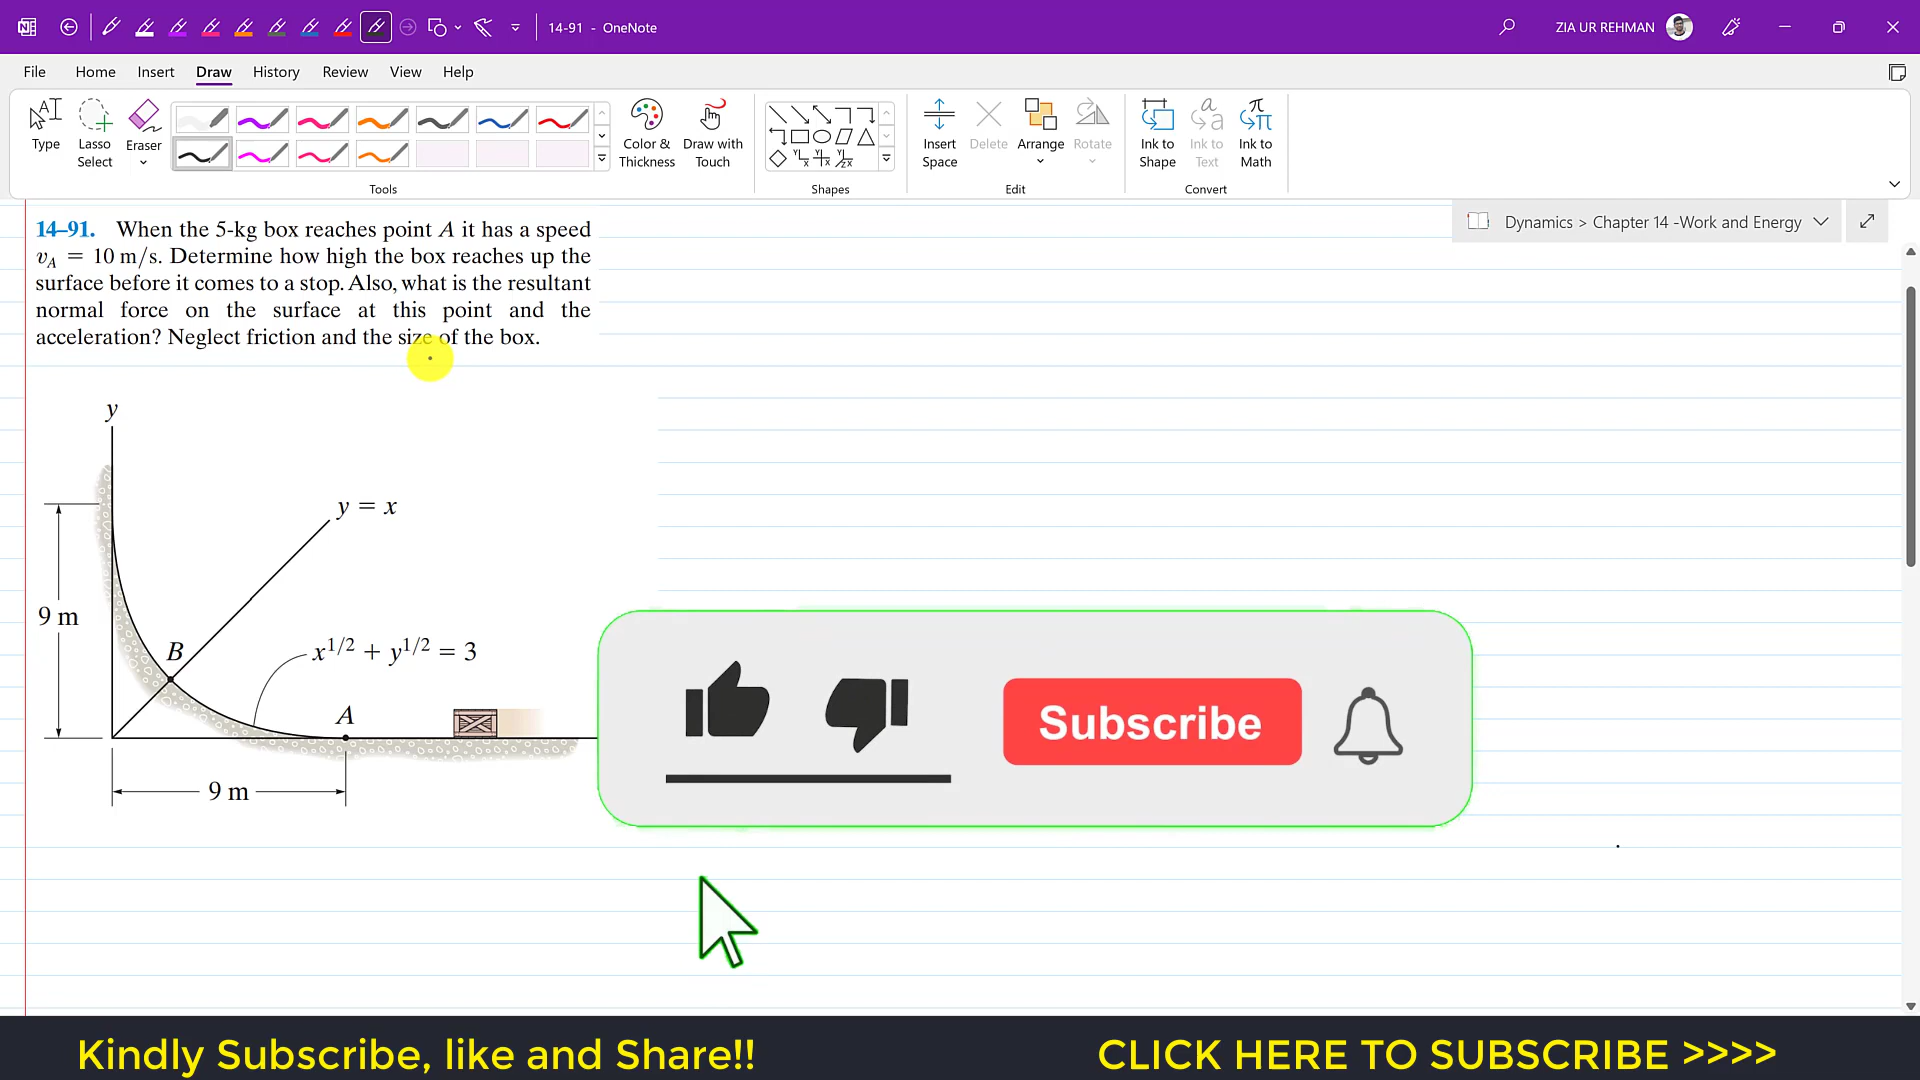 14-91 - OneNote
ZIA UR REHMAN
File Home Insert Draw History Review View Help
Type
Lasso Select
Eraser
Color & Thickness
Draw with Touch
Insert Space
Delete
Arrange
Rotate
Ink to Shape
Ink to Text
Ink to Math
Tools
Shapes
Edit
Convert
Dynamics > Chapter 14 -Work and Energy
14–91. When the 5-kg box reaches point A it has a speed
vA = 10 m/s. Determine how high the box reaches up the
surface before it comes to a stop. Also, what is the resultant
normal force on the surface at this point and the
acceleration? Neglect friction and the size of the box.
y
y = x
9 m
B
x^1/2 + y^1/2 = 3
A
9 m
Subscribe
Kindly Subscribe, like and Share!!
CLICK HERE TO SUBSCRIBE >>>>